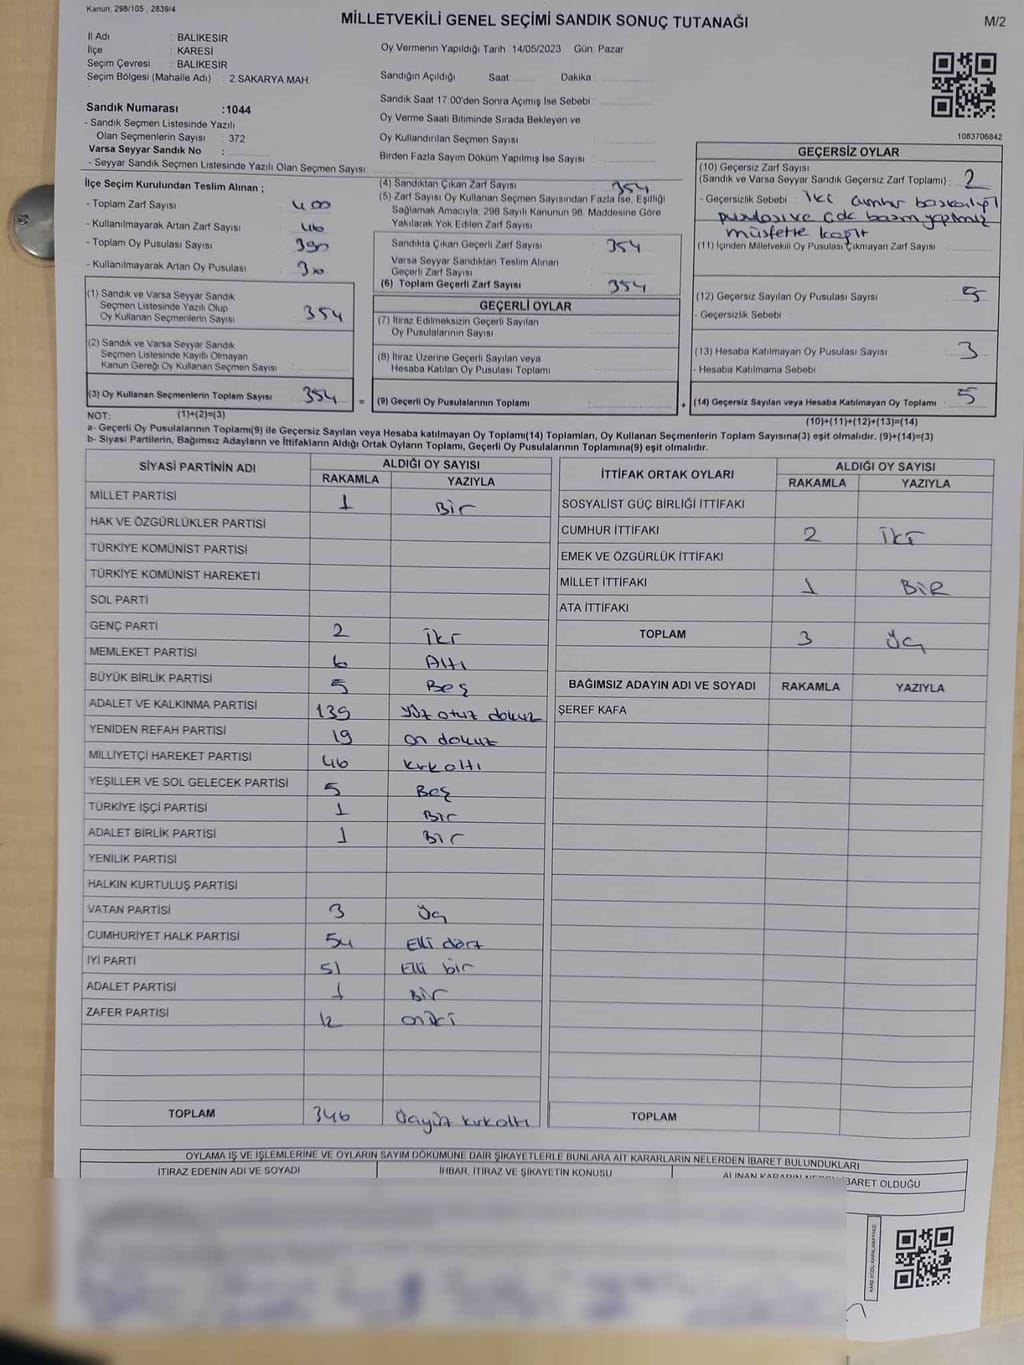 Kanun: 298/105 , 2839/4
MİLLETVEKİLİ GENEL SEÇİMİ SANDIK SONUÇ TUTANAĞI
M/2
İl Adı : BALIKESİR
İlçe : KARESİ
Seçim Çevresi : BALIKESİR
Seçim Bölgesi (Mahalle Adı) : 2.SAKARYA MAH.
Sandık Numarası :1044
- Sandık Seçmen Listesinde Yazılı
Olan Seçmenlerin Sayısı : 372
Varsa Seyyar Sandık No :
- Seyyar Sandık Seçmen Listesinde Yazılı Olan Seçmen Sayısı:
Oy Vermenin Yapıldığı Tarih :14/05/2023 Gün: Pazar
Sandığın Açıldığı Saat:........ Dakika :
Sandık Saat 17:00'den Sonra Açımış İse Sebebi :
Oy Verme Saati Bitiminde Sırada Bekleyen ve
Oy Kullandırılan Seçmen Sayısı :
Birden Fazla Sayım Döküm Yapılmış İse Sayısı :
1083706842
İlçe Seçim Kurulundan Teslim Alınan ;
- Toplam Zarf Sayısı : 400
- Kullanılmayarak Artan Zarf Sayısı : 46
- Toplam Oy Pusulası Sayısı : 390
- Kullanılmayarak Artan Oy Pusulası :
(1) Sandık ve Varsa Seyyar Sandık
Seçmen Listesinde Yazılı Olup
Oy Kullanan Seçmenlerin Sayısı : 354
(2) Sandık ve Varsa Seyyar Sandık
Seçmen Listesinde Kayıtlı Olmayan
Kanun Gereği Oy Kullanan Seçmen Sayısı :
(3) Oy Kullanan Seçmenlerin Toplam Sayısı : 354
(4) Sandıktan Çıkan Zarf Sayısı : 354
(5) Zarf Sayısı Oy Kullanan Seçmen Sayısından Fazla İse, Eşitliği
Sağlamak Amacıyla, 298 Sayılı Kanunun 98. Maddesine Göre
Yakılarak Yok Edilen Zarf Sayısı :
Sandıkta Çıkan Geçerli Zarf Sayısı : 354
Varsa Seyyar Sandıktan Teslim Alınan
Geçerli Zarf Sayısı :
(6) Toplam Geçerli Zarf Sayısı : 354
GEÇERLİ OYLAR
(7) İtiraz Edilmeksizin Geçerli Sayılan
Oy Pusulalarının Sayısı :
(8) İtiraz Üzerine Geçerli Sayılan veya
Hesaba Katılan Oy Pusulası Toplamı :
= (9) Geçerli Oy Pusulalarının Toplamı :
GEÇERSİZ OYLAR
(10) Geçersiz Zarf Sayısı
(Sandık ve Varsa Seyyar Sandık Geçersiz Zarf Toplamı) : 2
- Geçersizlik Sebebi : İki cumhur başkanlığı
pusulası ve çok
müsfette kağıt
(11) İçinden Milletvekili Oy Pusulası Çıkmayan Zarf Sayısı :
(12) Geçersiz Sayılan Oy Pusulası Sayısı : 5
- Geçersizlik Sebebi :
(13) Hesaba Katılmayan Oy Pusulası Sayısı : 3
- Hesaba Katılmama Sebebi :
+ (14) Geçersiz Sayılan veya Hesaba Katılmayan Oy Toplamı : 5
NOT: (1)+(2)=(3)
(10)+(11)+(12)+(13)=(14)
a- Geçerli Oy Pusulalarının Toplamı(9) ile Geçersiz Sayılan veya Hesaba katılmayan Oy Toplamı(14) Toplamları, Oy Kullanan Seçmenlerin Toplam Sayısına(3) eşit olmalıdır. (9)+(14)=(3)
b- Siyasi Partilerin, Bağımsız Adayların ve İttifakların Aldığı Ortak Oyların Toplamı, Geçerli Oy Pusulalarının Toplamına(9) eşit olmalıdır.
SİYASİ PARTİNİN ADI ALDIĞI OY SAYISI
RAKAMLA YAZIYLA
MİLLET PARTİSİ 1 Bir
HAK VE ÖZGÜRLÜKLER PARTİSİ
TÜRKİYE KOMÜNİST PARTİSİ
TÜRKİYE KOMÜNİST HAREKETİ
SOL PARTİ
GENÇ PARTİ 2 İki
MEMLEKET PARTİSİ 6 Altı
BÜYÜK BİRLİK PARTİSİ 5 Beş
ADALET VE KALKINMA PARTİSİ 139 yüz otuz dokuz
YENİDEN REFAH PARTİSİ 19 on dokuz
MİLLİYETÇİ HAREKET PARTİSİ 46 kırkaltı
YEŞİLLER VE SOL GELECEK PARTİSİ 5 Beş
TÜRKİYE İŞÇİ PARTİSİ 1 Bir
ADALET BİRLİK PARTİSİ 1 Bir
YENİLİK PARTİSİ
HALKIN KURTULUŞ PARTİSİ
VATAN PARTİSİ 3 Üç
CUMHURİYET HALK PARTİSİ 54 Elli dört
İYİ PARTİ 51 Elli bir
ADALET PARTİSİ 1 Bir
ZAFER PARTİSİ 12 oniki
TOPLAM 346 Üçyüz kırkaltı
İTTİFAK ORTAK OYLARI ALDIĞI OY SAYISI
RAKAMLA YAZIYLA
SOSYALİST GÜÇ BİRLİĞİ İTTİFAKI
CUMHUR İTTİFAKI 2 İki
EMEK VE ÖZGÜRLÜK İTTİFAKI
MİLLET İTTİFAKI 1 BİR
ATA İTTİFAKI
TOPLAM 3 Üç
BAĞIMSIZ ADAYIN ADI VE SOYADI RAKAMLA YAZIYLA
ŞEREF KAFA
TOPLAM
OYLAMA İŞ VE İŞLEMLERİNE VE OYLARIN SAYIM DÖKÜMÜNE DAİR ŞİKAYETLERLE BUNLARA AİT KARARLARIN NELERDEN İBARET BULUNDUKLARI
İTİRAZ EDENİN ADI VE SOYADI İHBAR, İTİRAZ VE ŞİKAYETİN KONUSU ALINAN KARARIN NEDEN İBARET OLDUĞU